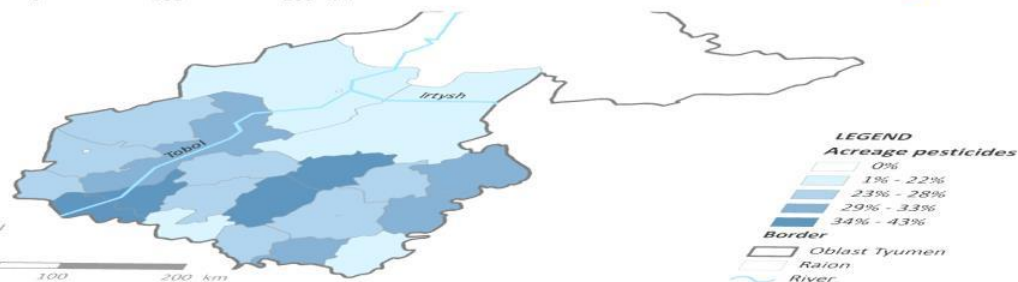 Irtysh
Tobol
LEGEND
Acreage pesticides
0%
1% - 22%
23% - 28%
29% - 33%
34% - 43%
Border
Oblast Tyumen
Raion
River
100 200 km